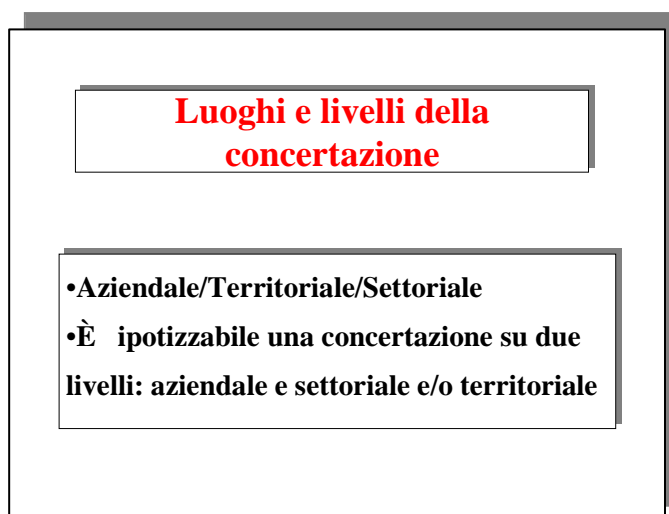 Luoghi e livelli della
concertazione
•Aziendale/Territoriale/Settoriale
•È ipotizzabile una concertazione su due
livelli: aziendale e settoriale e/o territoriale